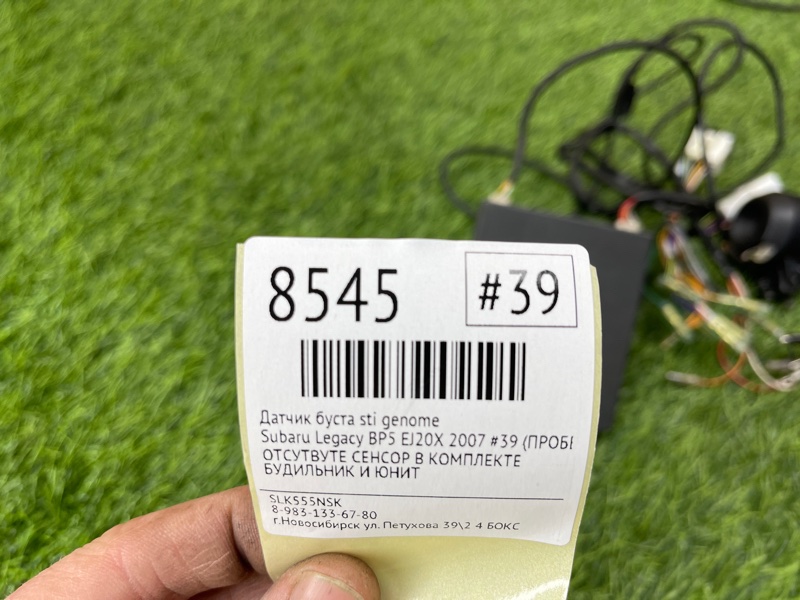 8545
#39
Датчик буста sti genome
Subaru Legacy BP5 EJ20X 2007 #39
ОТСУТВУТЕ СЕНСОР В КОМПЛЕКТЕ
БУДИЛЬНИК И ЮНИТ
SLK555NSK
8-983-133-67-80
г.Новосибирск ул. Петухова 39\2 4 БОКС